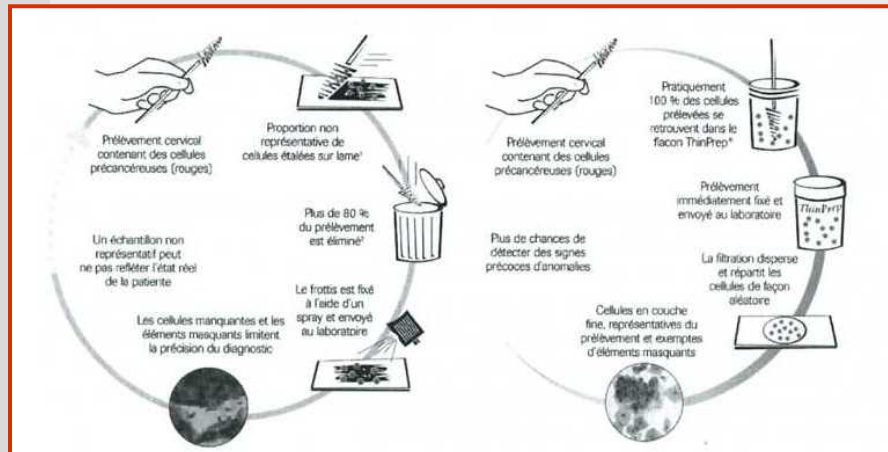 Prélèvement cervical
contenant des cellules
précancéreuses (rouges)
Proportion non
représentative de
cellules étalées sur lame¹
Plus de 80 %
du prélèvement
est éliminé²
Le frottis est fixé
à l'aide d'un
spray et envoyé
au laboratoire
Les cellules manquantes et les
éléments masquants limitent
la précision du diagnostic
Un échantillon non
représentatif peut
ne pas refléter l'état réel
de la patiente
Prélèvement cervical
contenant des cellules
précancéreuses (rouges)
Pratiquement
100 % des cellules
prélevées se
retrouvent dans le
flacon ThinPrep®
Prélèvement
immédiatement fixé et
envoyé au laboratoire
ThinPrep
La filtration disperse
et répartit les
cellules de façon
aléatoire
Cellules en couche
fine, représentatives du
prélèvement et exemptes
d'éléments masquants
Plus de chances de
détecter des signes
précoces d'anomalies